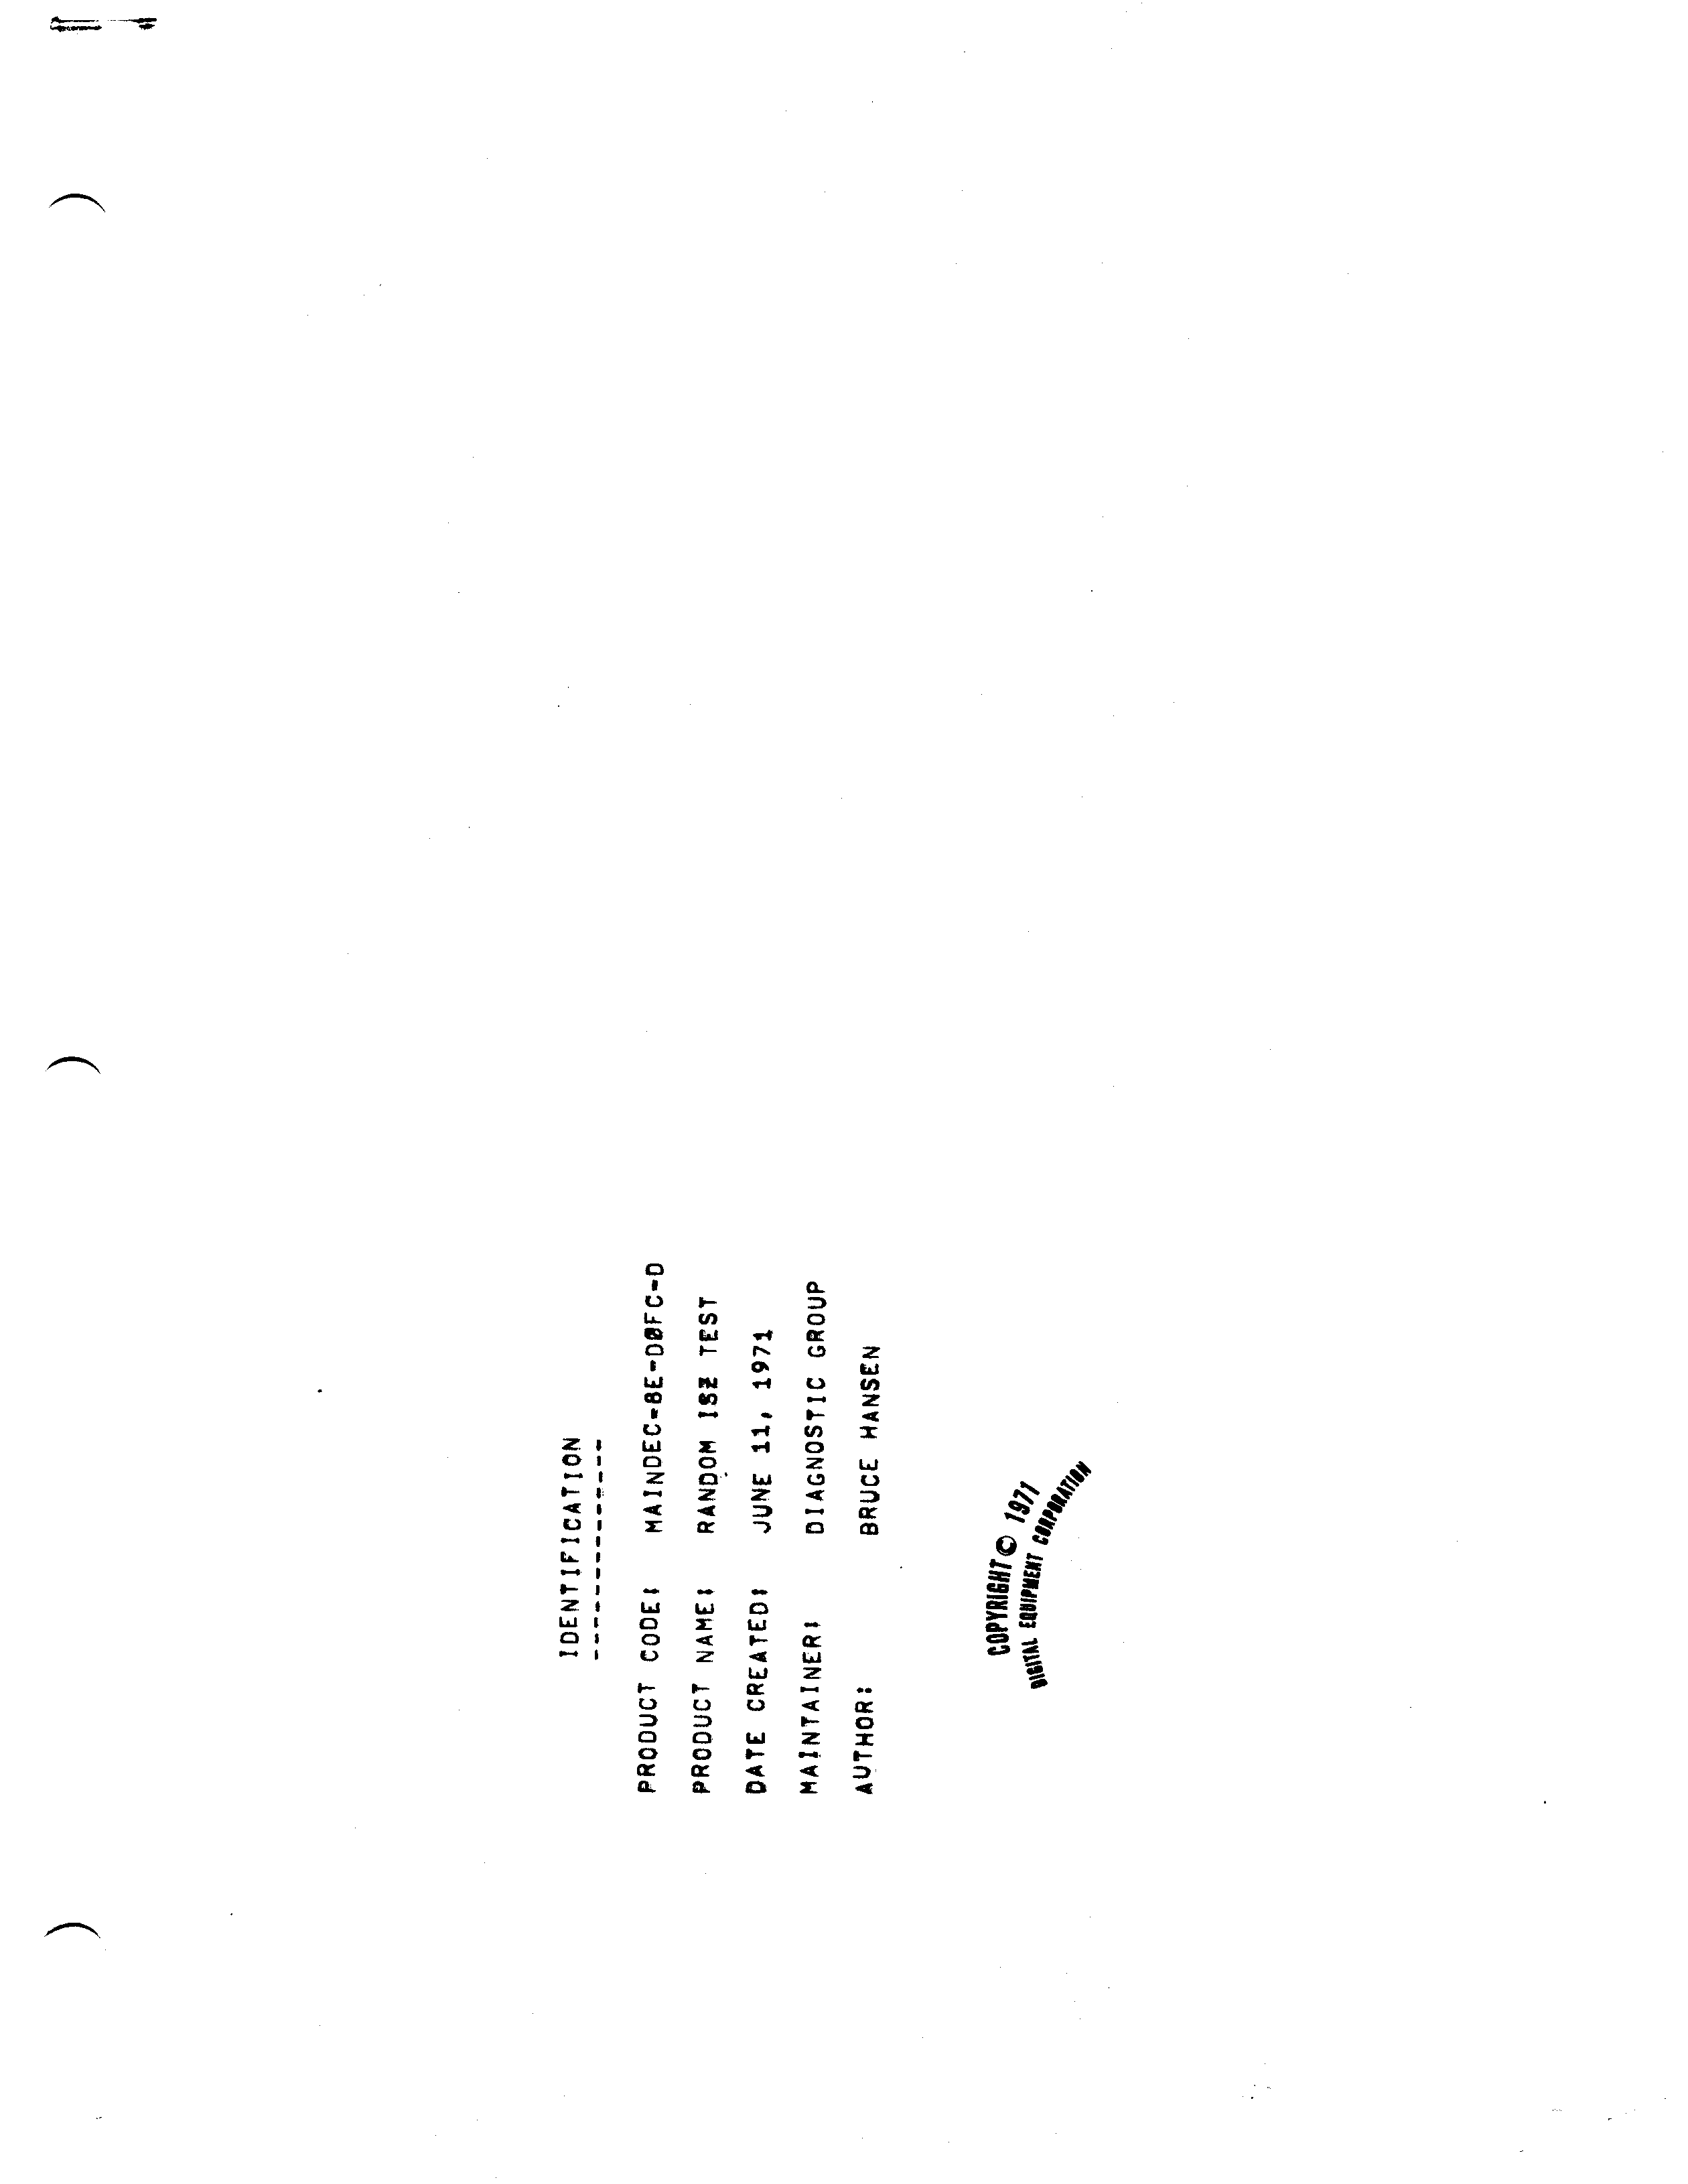 IDENTIFICATION
--------------
PRODUCT CODE: MAINDEC-8E-D0FC-D
PRODUCT NAME: RANDOM ISZ TEST
DATE CREATED: JUNE 11, 1971
MAINTAINER: DIAGNOSTIC GROUP
AUTHOR: BRUCE HANSEN
COPYRIGHT © 1971
DIGITAL EQUIPMENT CORPORATION